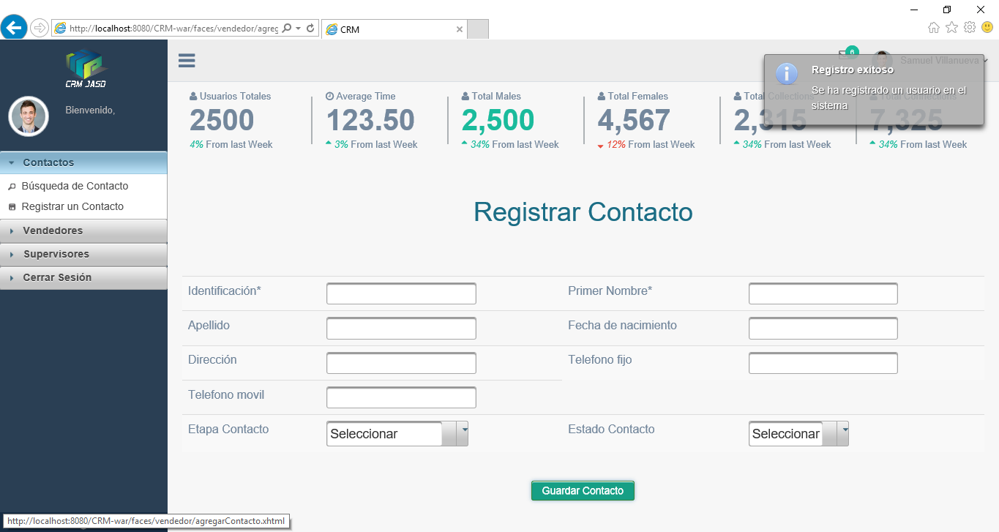 http://localhost:8080/CRM-war/faces/vendedor/agreg
CRM
CRM JASD
Bienvenido,
6
Samuel Villanueva
Registro exitoso
Se ha registrado un usuario en el
sistema
Usuarios Totales
2500
4% From last Week
Average Time
123.50
3% From last Week
Total Males
2,500
34% From last Week
Total Females
4,567
12% From last Week
Total Collections
2,315
34% From last Week
Total Connections
7,325
34% From last Week
Contactos
Búsqueda de Contacto
Registrar un Contacto
Vendedores
Supervisores
Cerrar Sesión
Registrar Contacto
Identificación*
Primer Nombre*
Apellido
Fecha de nacimiento
Dirección
Telefono fijo
Telefono movil
Etapa Contacto
Seleccionar
Estado Contacto
Seleccionar
Guardar Contacto
http://localhost:8080/CRM-war/faces/vendedor/agregarContacto.xhtml